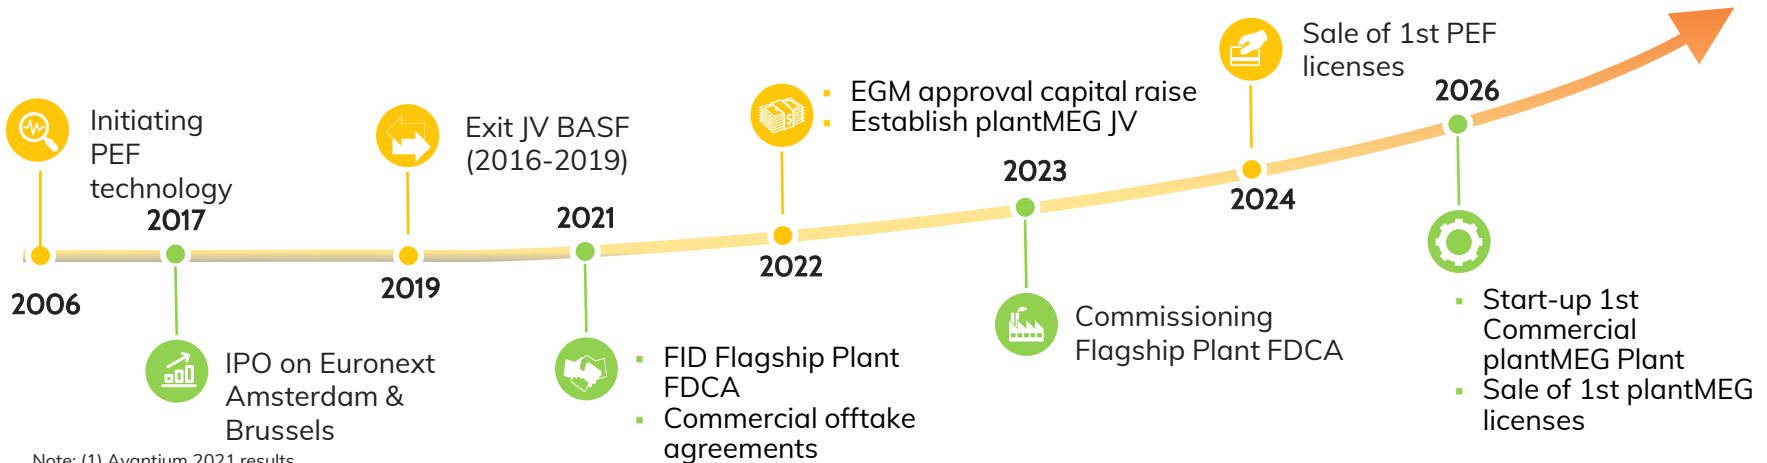 Initiating
PEF
technology
2006
2017
IPO on Euronext
Amsterdam &
Brussels
Exit JV BASF
(2016-2019)
2019
2021
▪ FID Flagship Plant
FDCA
▪ Commercial offtake
agreements
▪ EGM approval capital raise
▪ Establish plantMEG JV
2022
2023
Commissioning
Flagship Plant FDCA
Sale of 1st PEF
licenses
2024
2026
▪ Start-up 1st
Commercial
plantMEG Plant
▪ Sale of 1st plantMEG
licenses
Note: (1) Avantium 2021 results